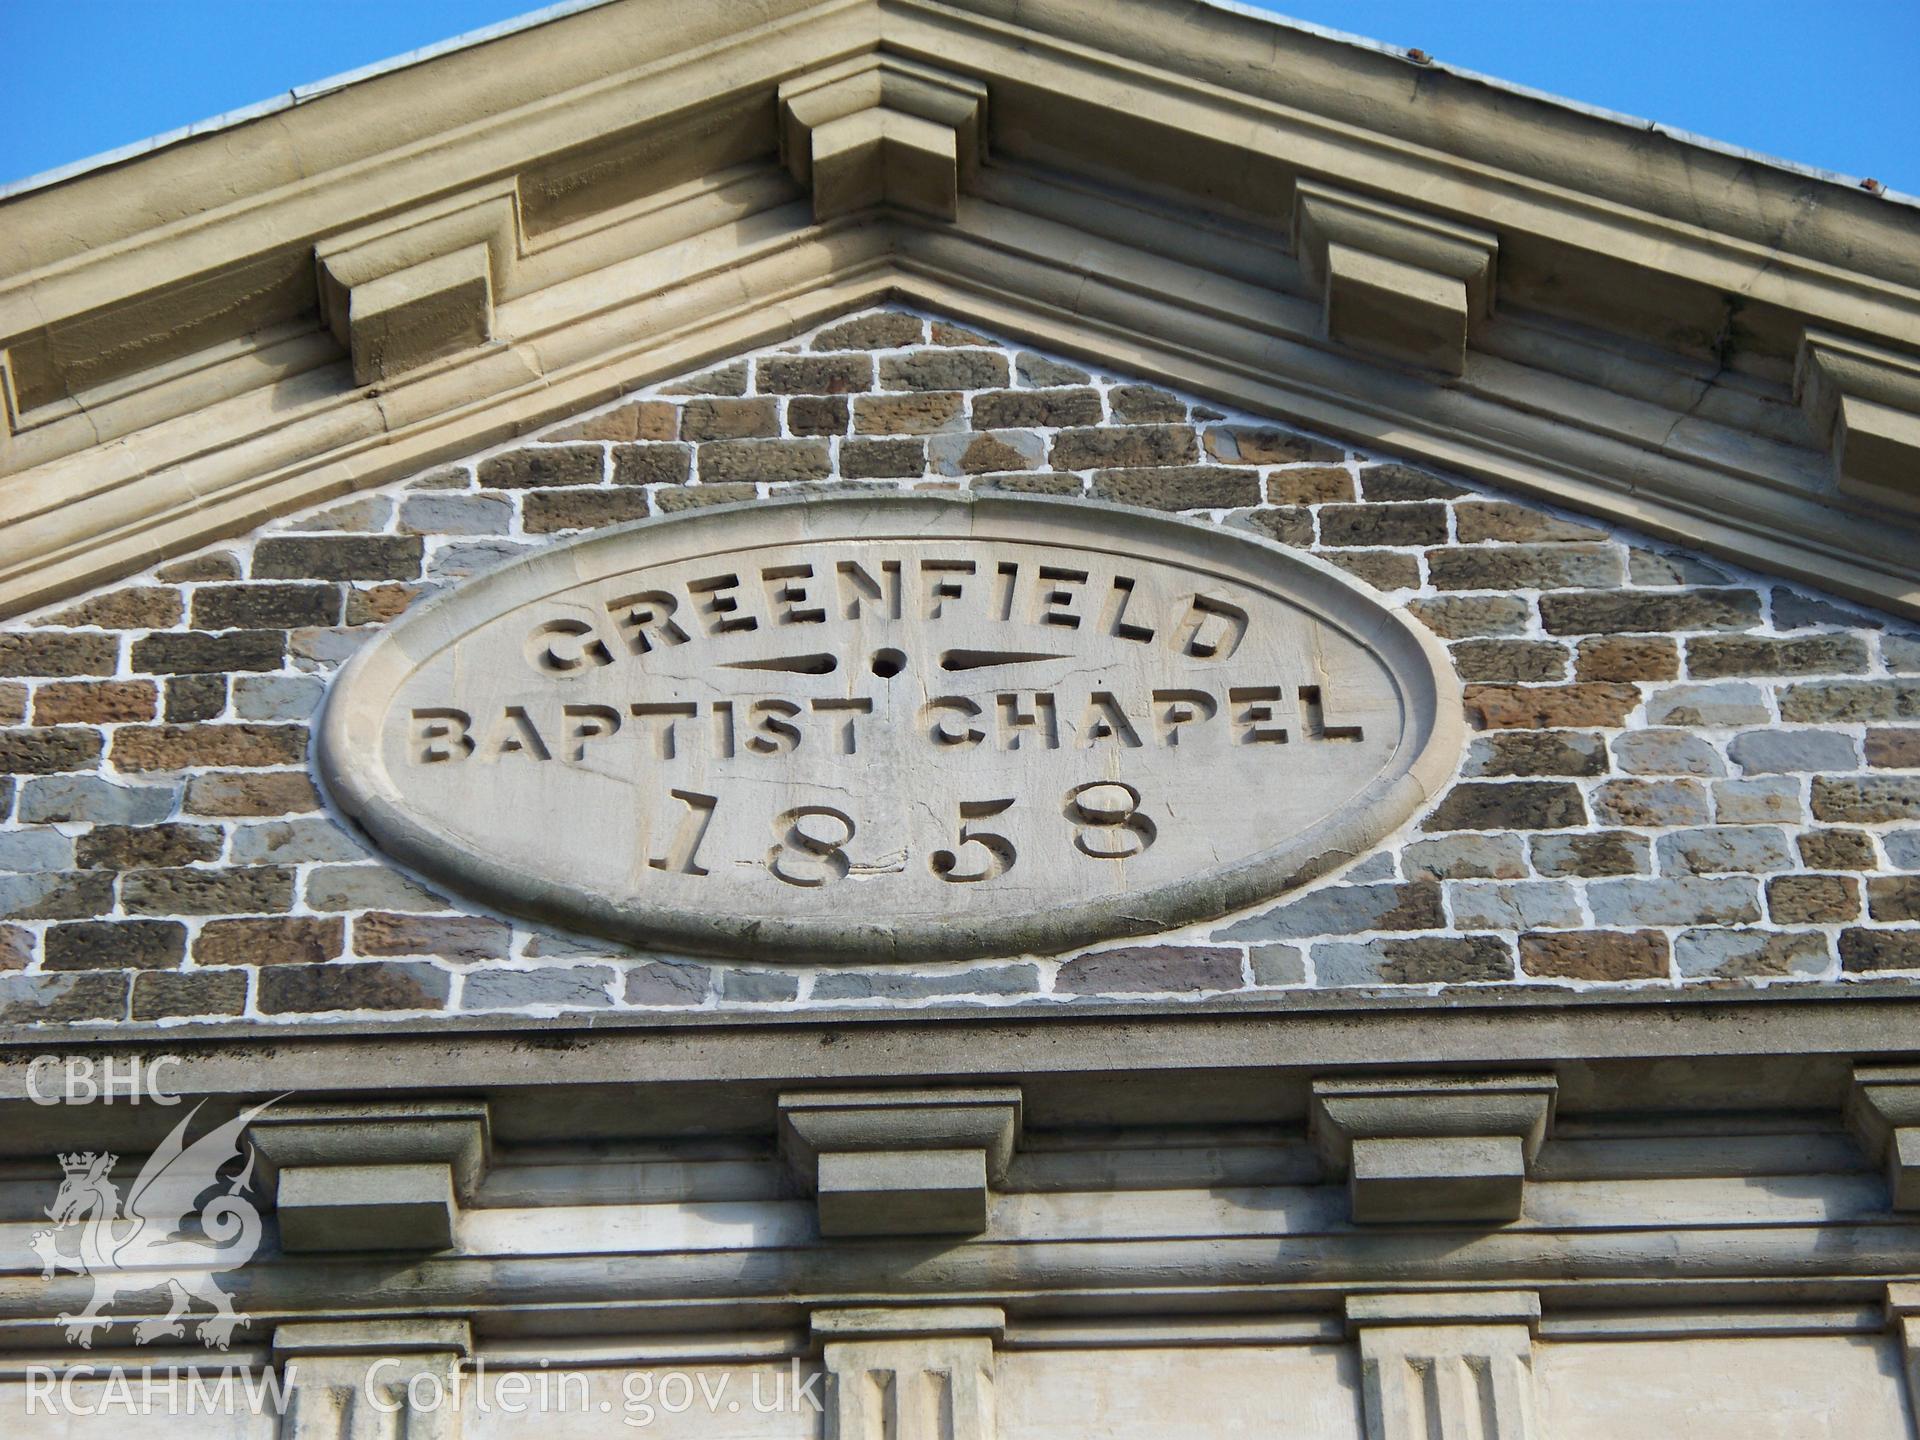 GREENFIELD
BAPTIST CHAPEL
1858
CBHC
RCAHMW Coflein.gov.uk